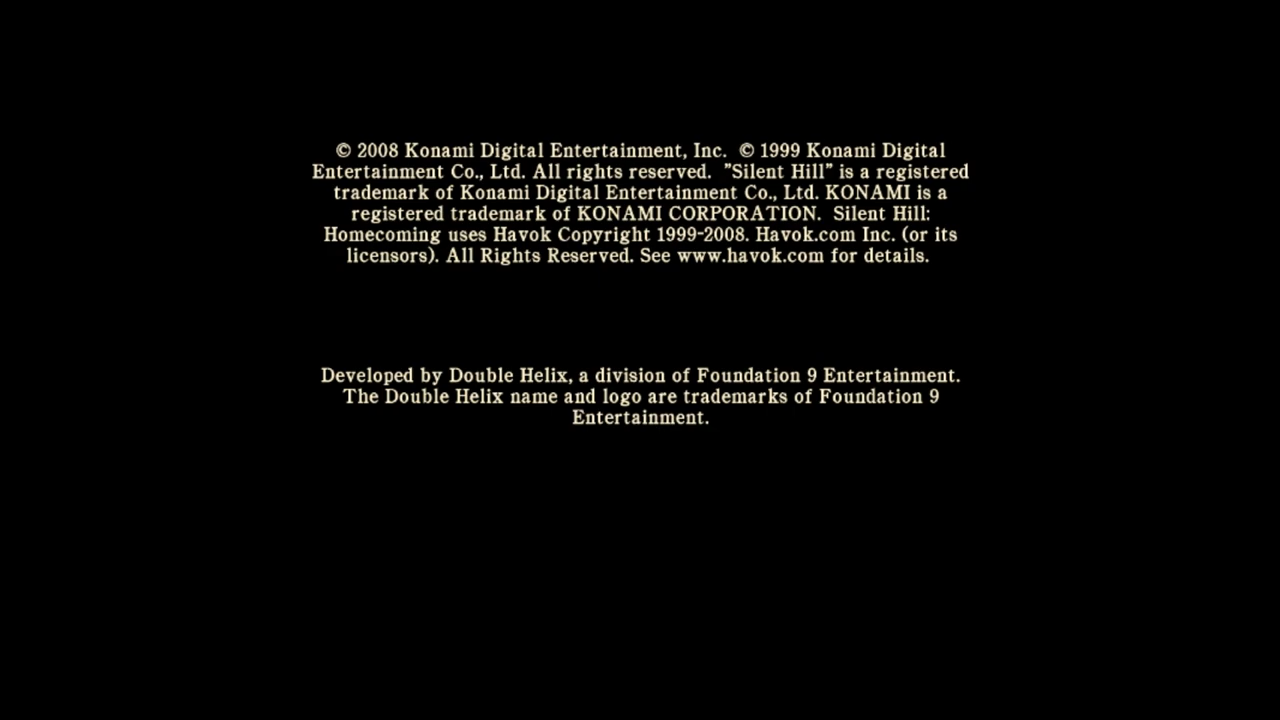 © 2008 Konami Digital Entertainment, Inc.  © 1999 Konami Digital
Entertainment Co., Ltd. All rights reserved.  "Silent Hill" is a registered
trademark of Konami Digital Entertainment Co., Ltd. KONAMI is a
registered trademark of KONAMI CORPORATION.  Silent Hill:
Homecoming uses Havok Copyright 1999-2008. Havok.com Inc. (or its
licensors). All Rights Reserved. See www.havok.com for details.
Developed by Double Helix, a division of Foundation 9 Entertainment.
The Double Helix name and logo are trademarks of Foundation 9
Entertainment.